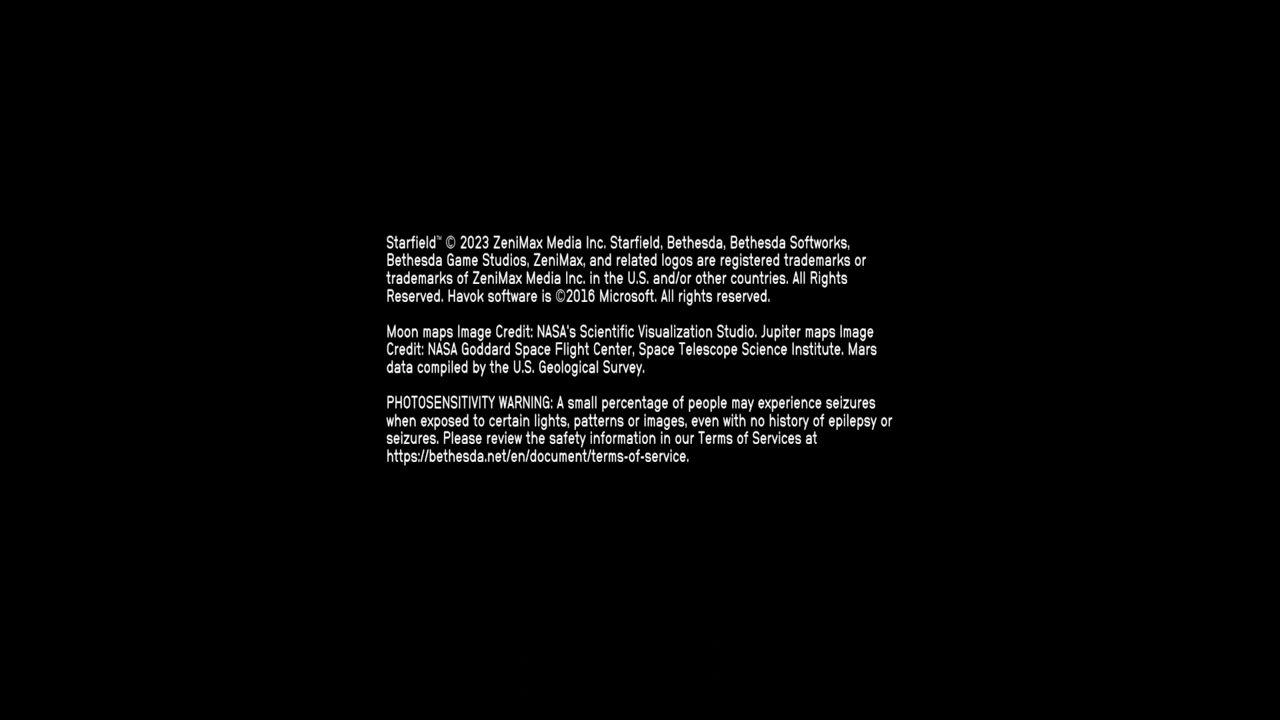 Starfield™ © 2023 ZeniMax Media Inc. Starfield, Bethesda, Bethesda Softworks,
Bethesda Game Studios, ZeniMax, and related logos are registered trademarks or
trademarks of ZeniMax Media Inc. in the U.S. and/or other countries. All Rights
Reserved. Havok software is ©2016 Microsoft. All rights reserved.
Moon maps Image Credit: NASA's Scientific Visualization Studio. Jupiter maps Image
Credit: NASA Goddard Space Flight Center, Space Telescope Science Institute. Mars
data compiled by the U.S. Geological Survey.
PHOTOSENSITIVITY WARNING: A small percentage of people may experience seizures
when exposed to certain lights, patterns or images, even with no history of epilepsy or
seizures. Please review the safety information in our Terms of Services at
https://bethesda.net/en/document/terms-of-service.